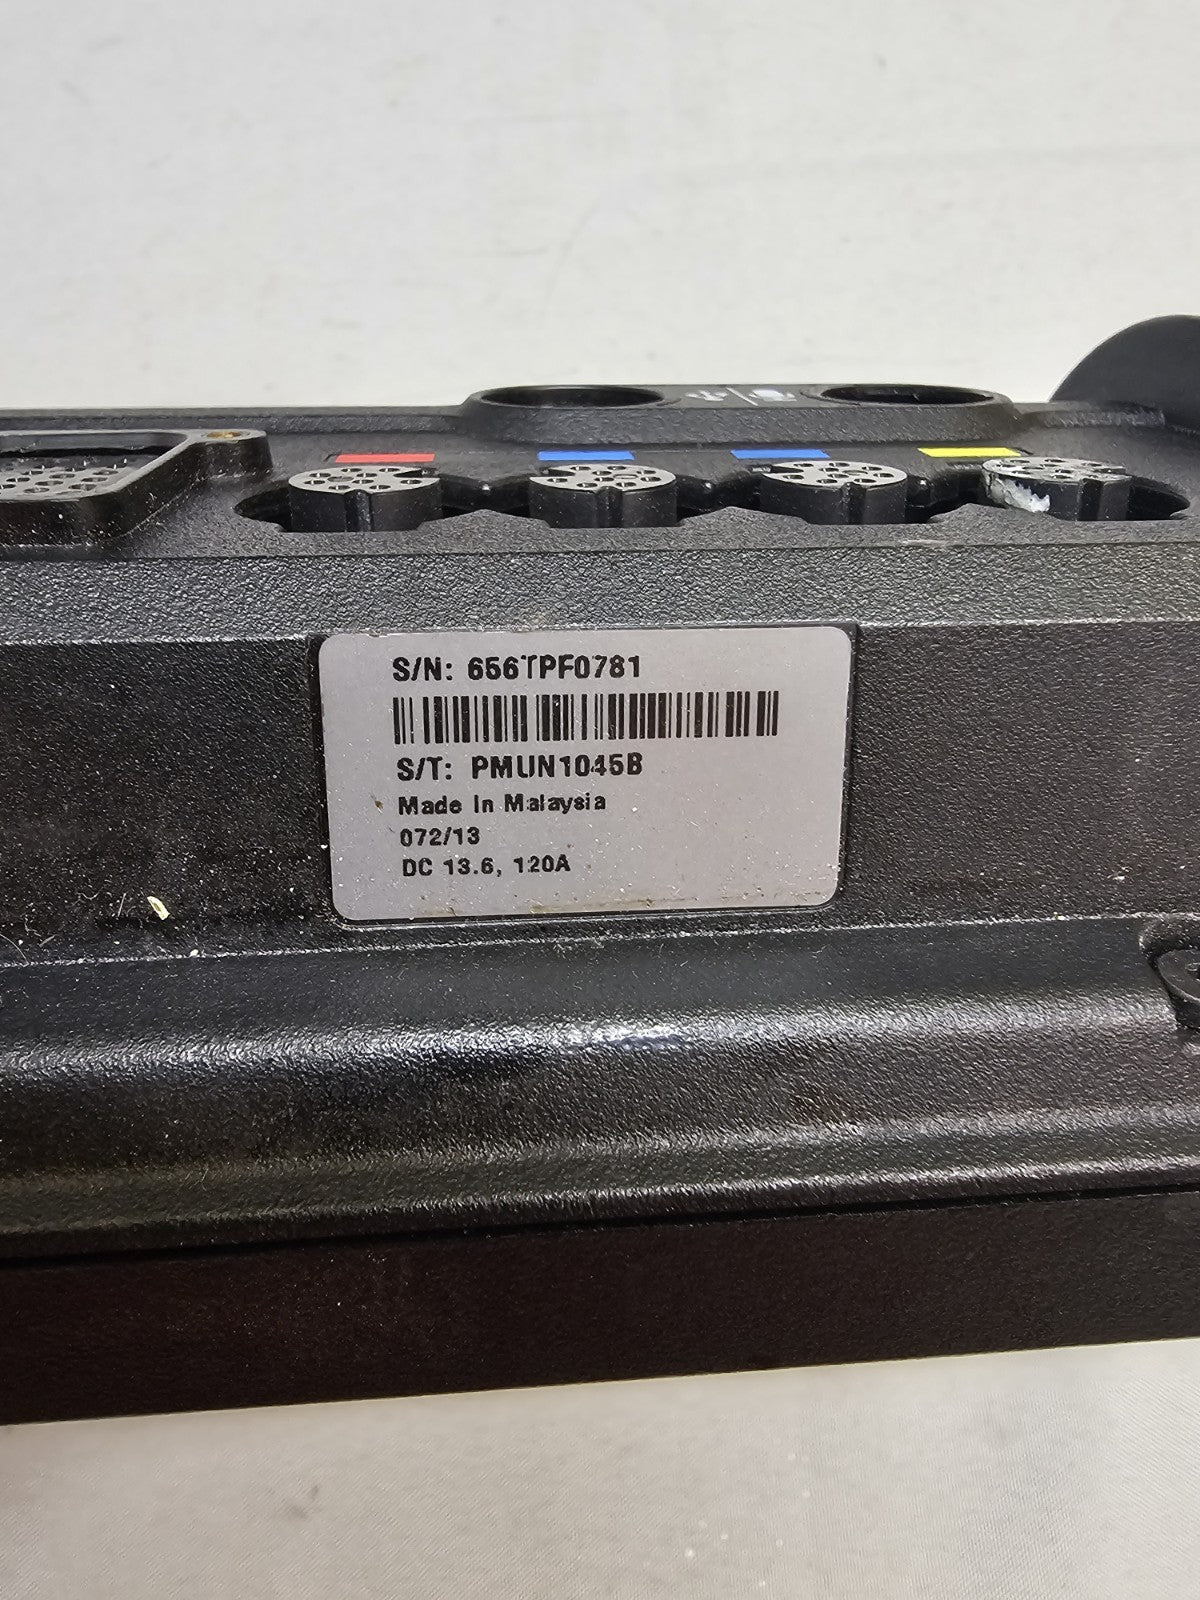 S/N: 656TPF0781
S/T: PMUN1045B
Made In Malaysia
072/13
DC 13.6, 120A